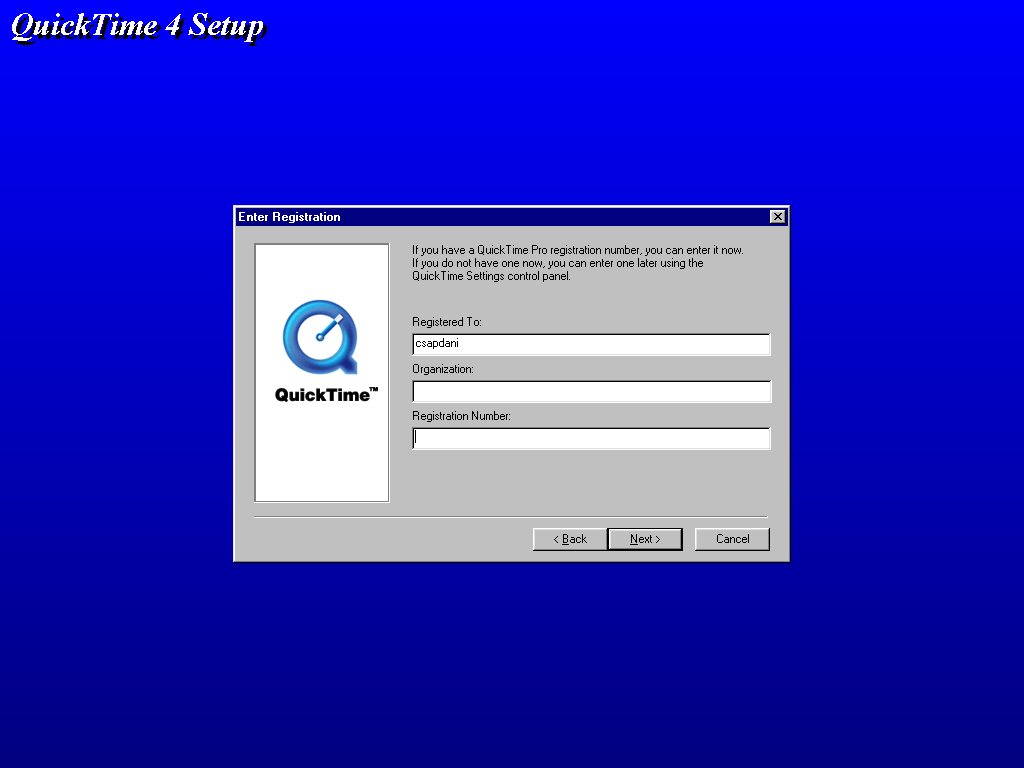 QuickTime 4 Setup
Enter Registration
If you have a QuickTime Pro registration number, you can enter it now.
If you do not have one now, you can enter one later using the
QuickTime Settings control panel.
Registered To:
csapdani
Organization:
Registration Number:
QuickTime™
< Back
Next >
Cancel